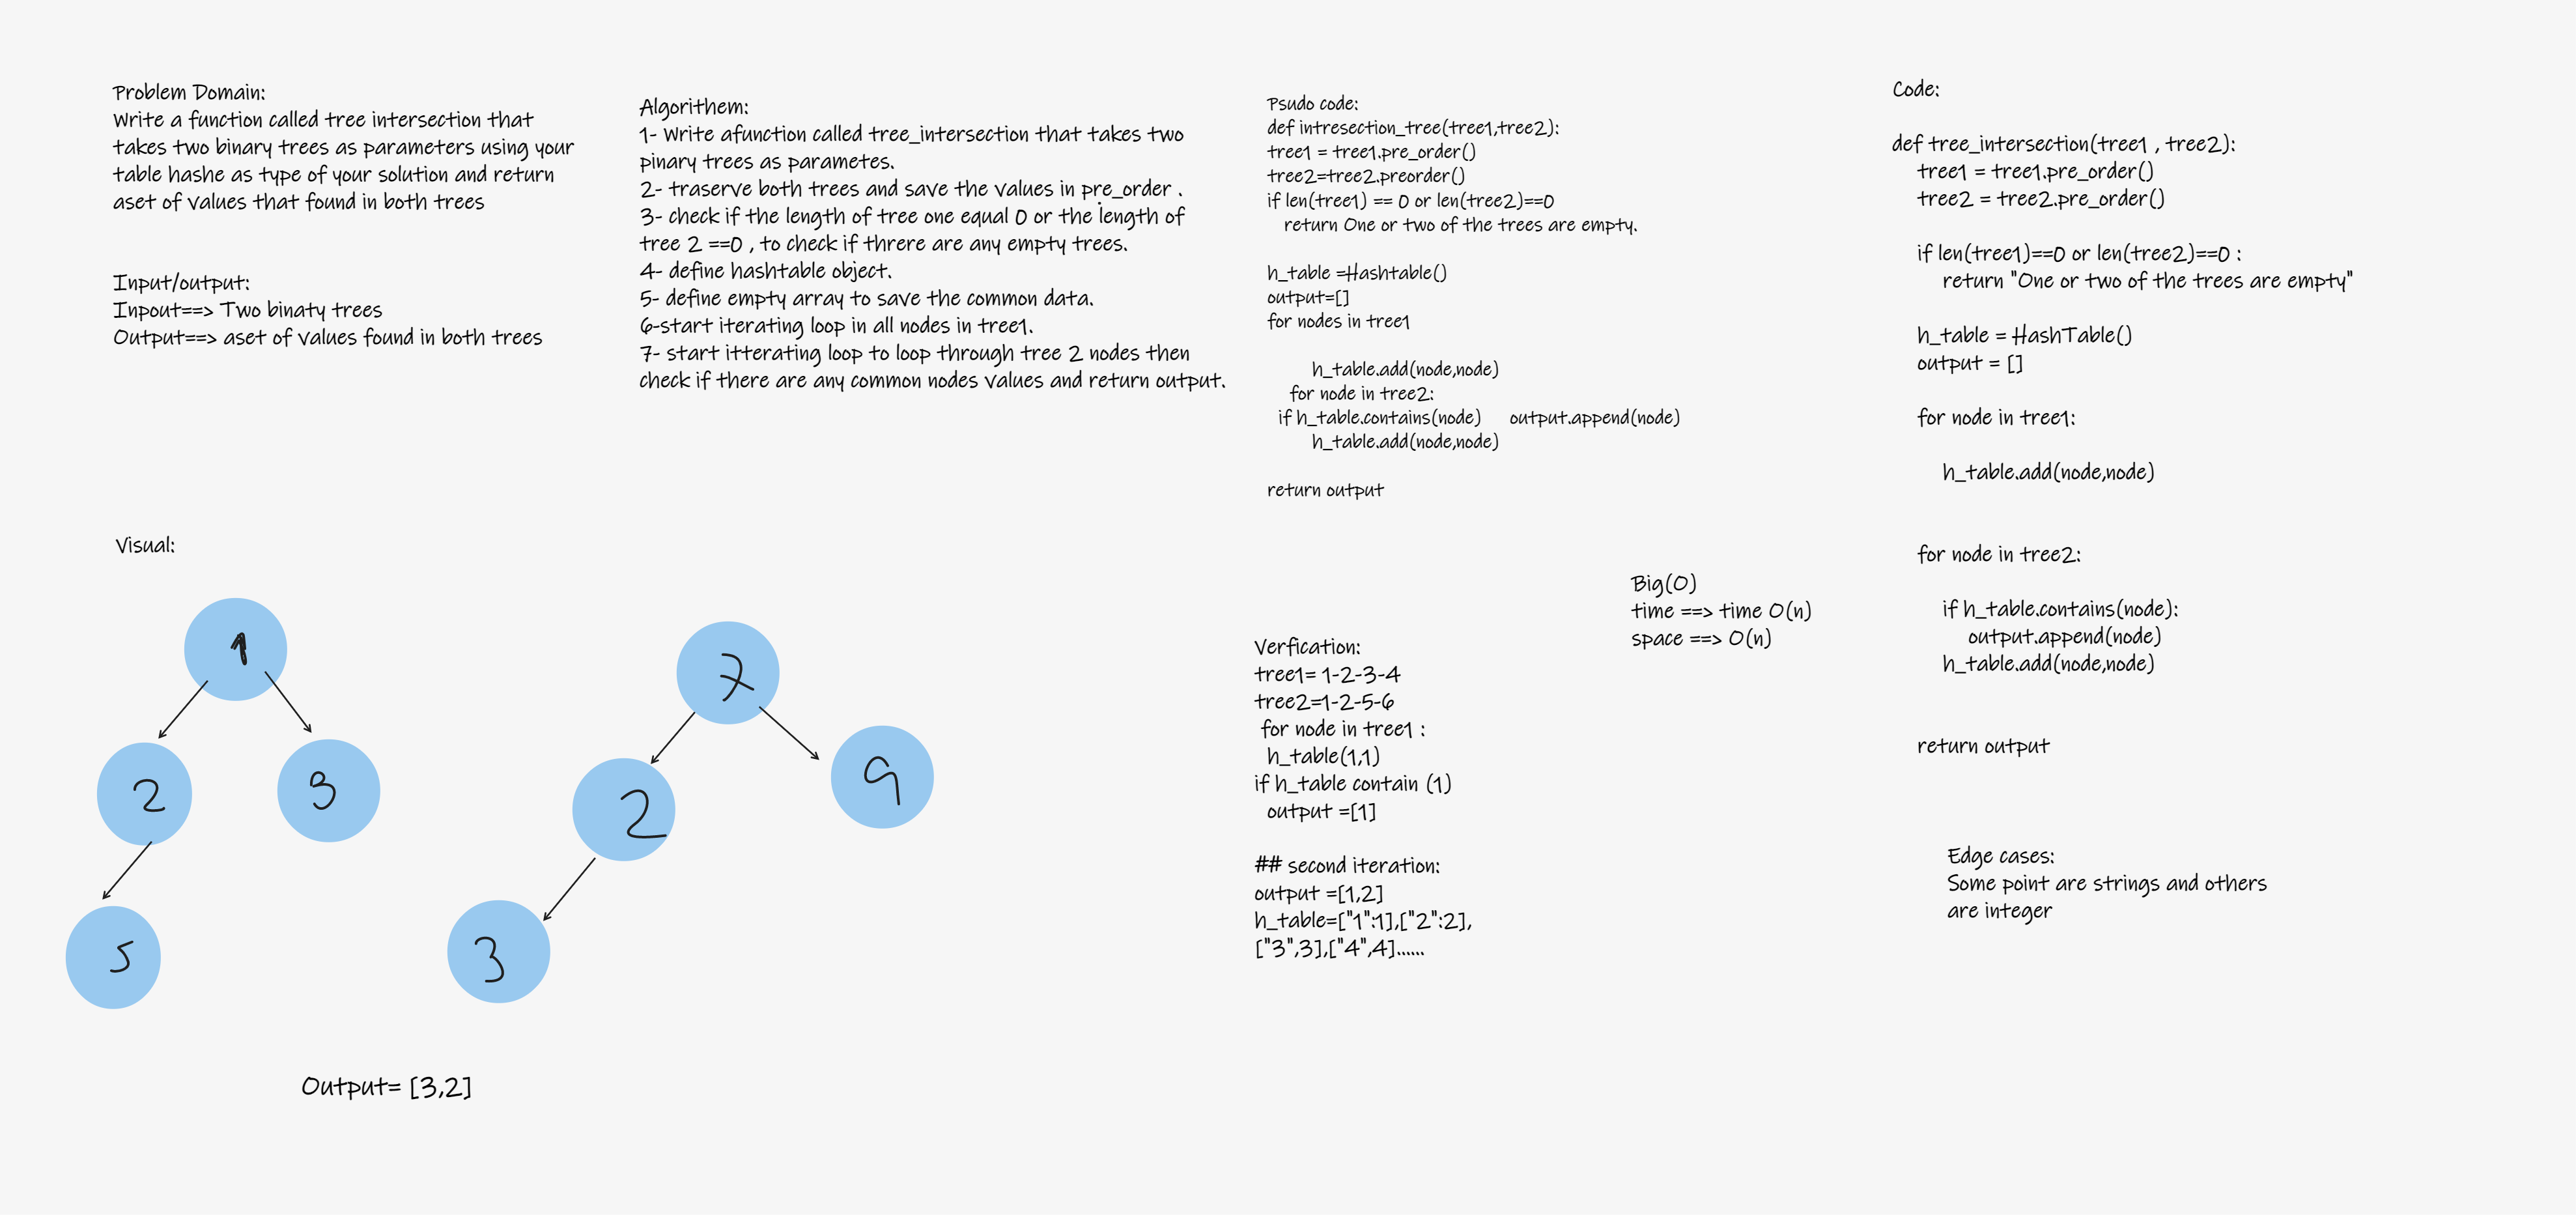 Problem Domain:
Write a function called tree intersection that
takes two binary trees as parameters using your
table hashe as type of your solution and return
aset of values that found in both trees
Input/output:
Inpout==> Two binaty trees
Output==> aset of values found in both trees
Algorithem:
1- Write afunction called tree_intersection that takes two
pinary trees as parametes.
2- traserve both trees and save the values in pre_order .
3- check if the length of tree one equal 0 or the length of
tree 2 ==0 , to check if threre are any empty trees.
4- define hashtable object.
5- define empty array to save the common data.
6-start iterating loop in all nodes in tree1.
7- start itterating loop to loop through tree 2 nodes then
check if there are any common nodes values and return output.
Psudo code:
def intresection_tree(tree1,tree2):
tree1 = tree1.pre_order()
tree2=tree2.preorder()
if len(tree1) == 0 or len(tree2)==0
return One or two of the trees are empty.
h_table =Hashtable()
output=[]
for nodes in tree1
h_table.add(node,node)
for node in tree2:
if h_table.contains(node) output.append(node)
h_table.add(node,node)
return output
Code:
def tree_intersection(tree1 , tree2):
tree1 = tree1.pre_order()
tree2 = tree2.pre_order()
if len(tree1)==0 or len(tree2)==0 :
return "One or two of the trees are empty"
h_table = HashTable()
output = []
for node in tree1:
h_table.add(node,node)
for node in tree2:
if h_table.contains(node):
output.append(node)
h_table.add(node,node)
return output
Visual:
1
2
3
5
7
2
9
3
Output= [3,2]
Verfication:
tree1= 1-2-3-4
tree2=1-2-5-6
for node in tree1 :
h_table(1,1)
if h_table contain (1)
output =[1]
## second iteration:
output =[1,2]
h_table=["1":1],["2":2],
["3",3],["4",4]......
Big(O)
time ==> time O(n)
space ==> O(n)
Edge cases:
Some point are strings and others
are integer